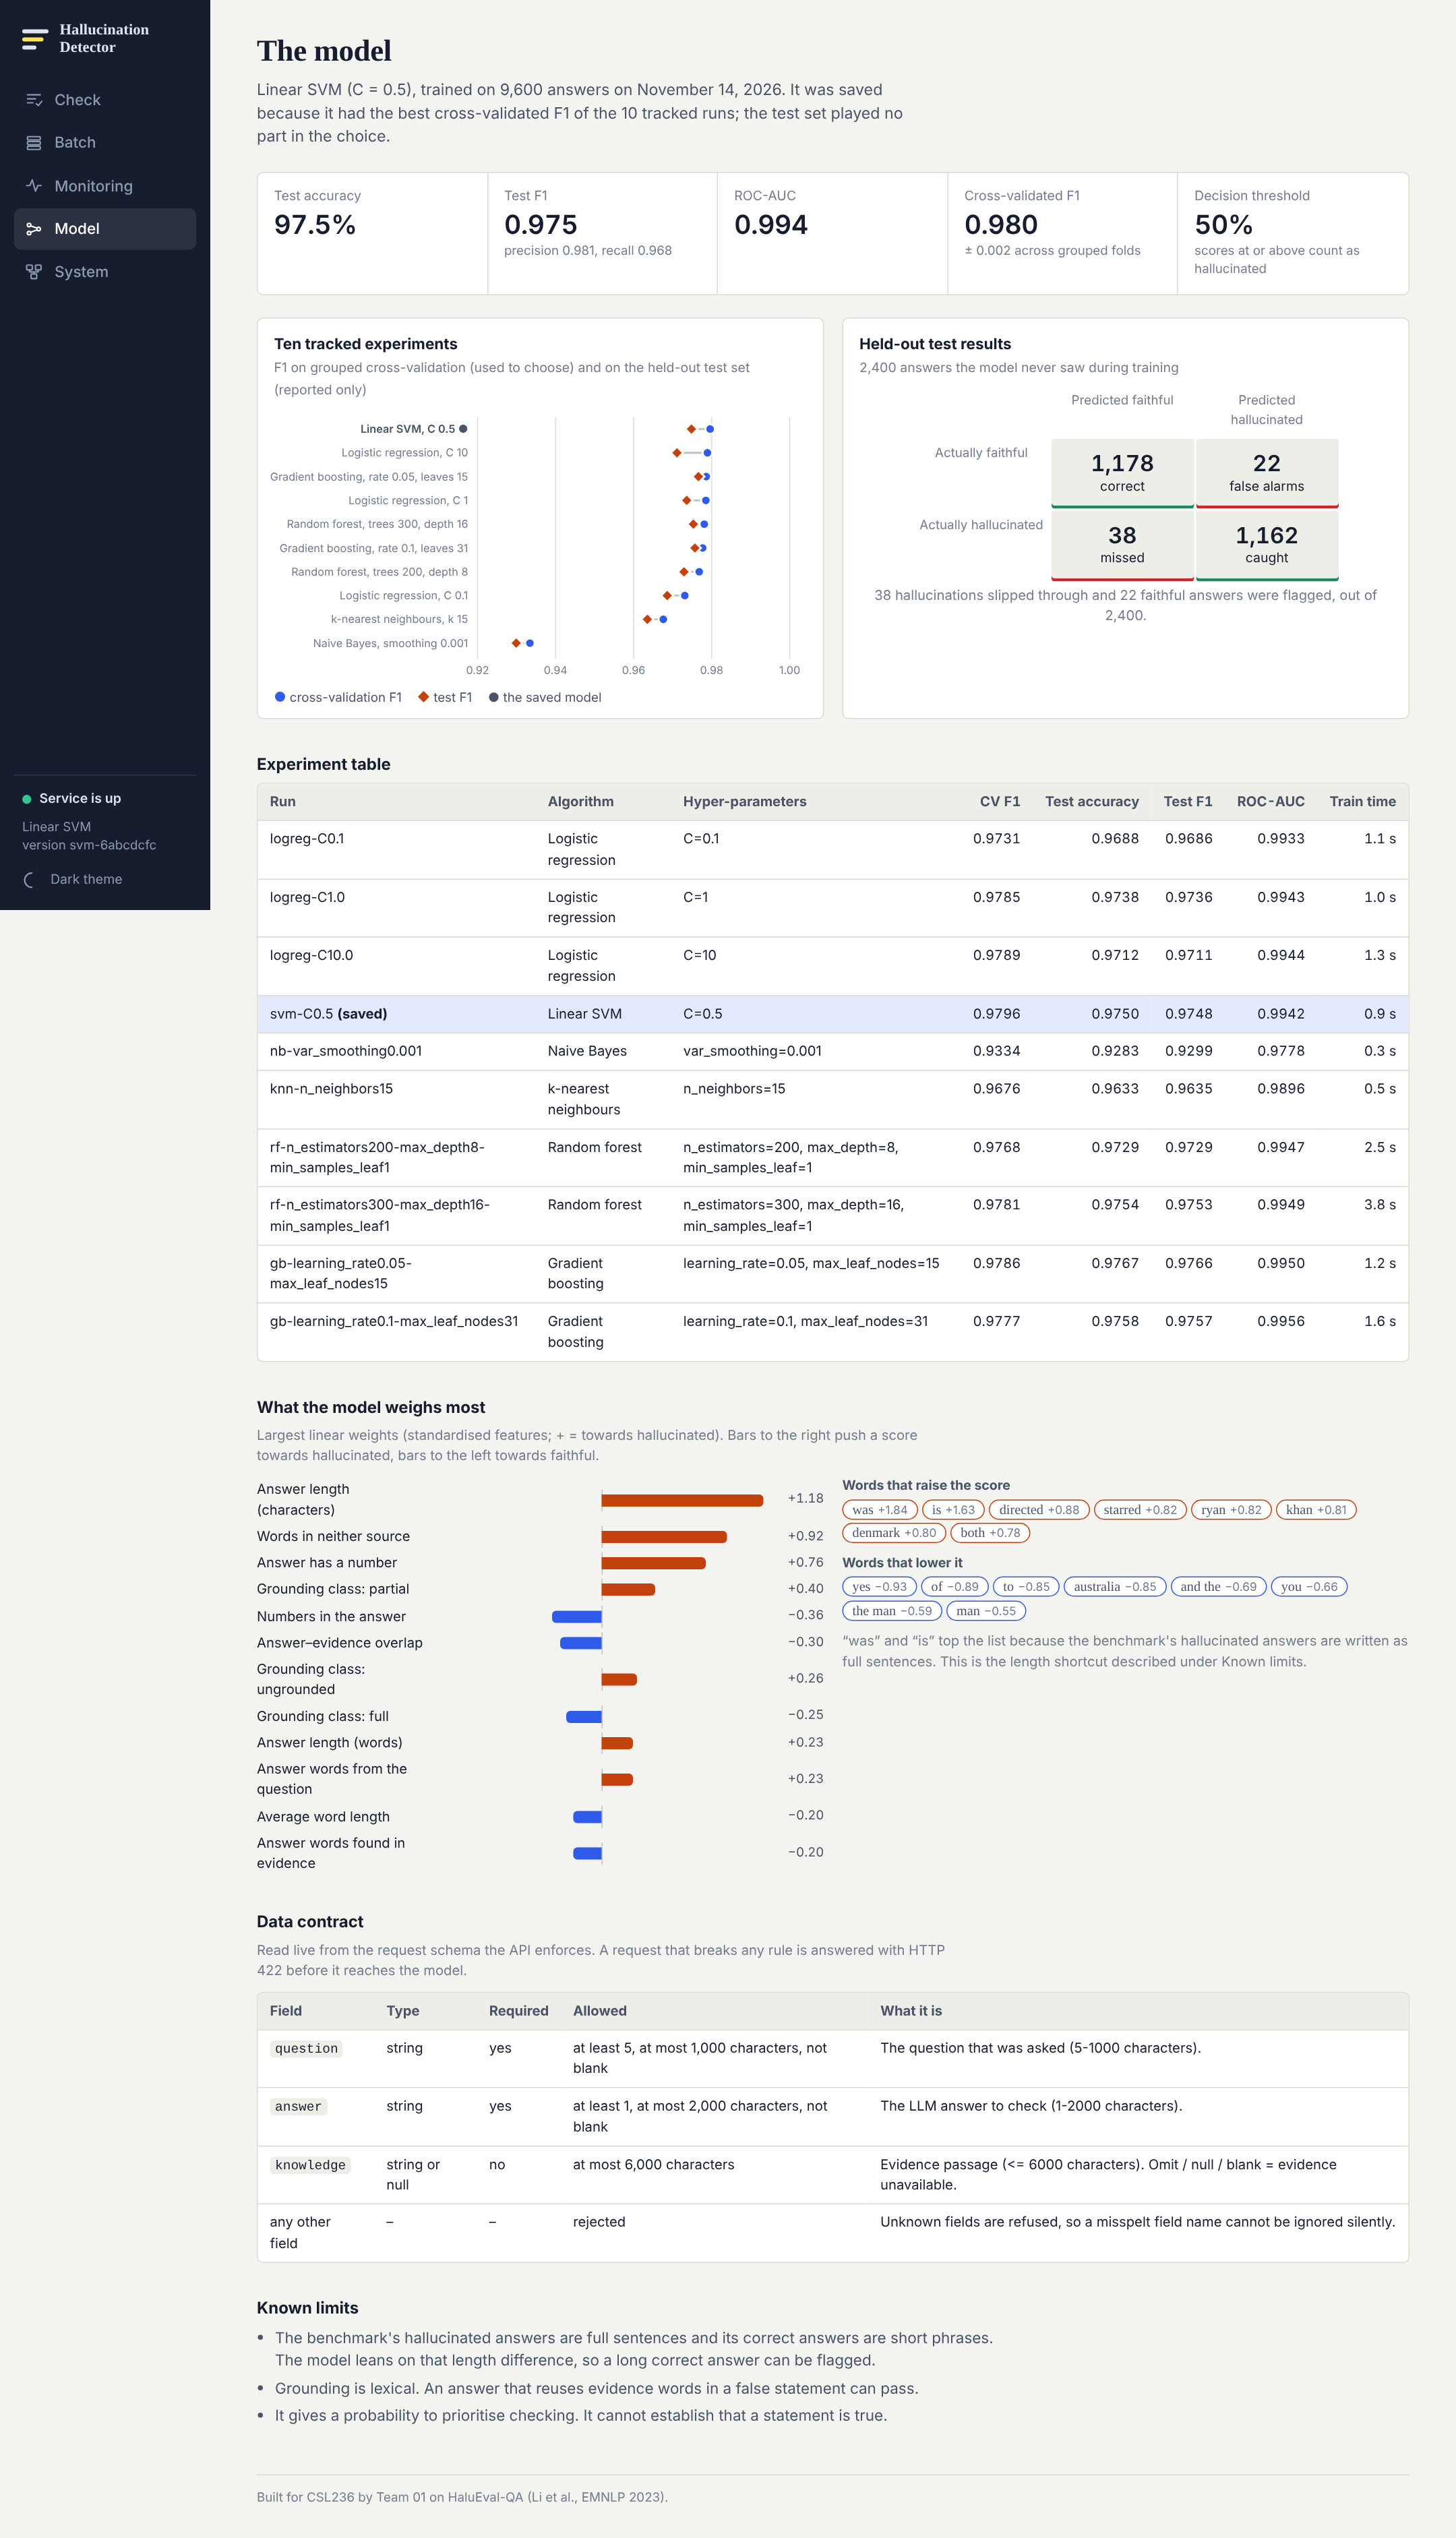 Hallucination
Detector
Check
Batch
Monitoring
Model
System
Service is up
Linear SVM
version svm-6abcdcfc
Dark theme
The model
Linear SVM (C = 0.5), trained on 9,600 answers on November 14, 2026. It was saved
because it had the best cross-validated F1 of the 10 tracked runs; the test set played no
part in the choice.
Test accuracy
97.5%
Test F1
0.975
precision 0.981, recall 0.968
ROC-AUC
0.994
Cross-validated F1
0.980
± 0.002 across grouped folds
Decision threshold
50%
scores at or above count as
hallucinated
Ten tracked experiments
F1 on grouped cross-validation (used to choose) and on the held-out test set
(reported only)
Linear SVM, C 0.5
Logistic regression, C 10
Gradient boosting, rate 0.05, leaves 15
Logistic regression, C 1
Random forest, trees 300, depth 16
Gradient boosting, rate 0.1, leaves 31
Random forest, trees 200, depth 8
Logistic regression, C 0.1
k-nearest neighbours, k 15
Naive Bayes, smoothing 0.001
0.92 0.94 0.96 0.98 1.00
cross-validation F1 test F1 the saved model
Held-out test results
2,400 answers the model never saw during training
Predicted faithful Predicted
hallucinated
Actually faithful
1,178
correct
22
false alarms
Actually hallucinated
38
missed
1,162
caught
38 hallucinations slipped through and 22 faithful answers were flagged, out of
2,400.
Experiment table
Run Algorithm Hyper-parameters CV F1 Test accuracy Test F1 ROC-AUC Train time
logreg-C0.1 Logistic regression C=0.1 0.9731 0.9688 0.9686 0.9933 1.1 s
logreg-C1.0 Logistic regression C=1 0.9785 0.9738 0.9736 0.9943 1.0 s
logreg-C10.0 Logistic regression C=10 0.9789 0.9712 0.9711 0.9944 1.3 s
svm-C0.5 (saved) Linear SVM C=0.5 0.9796 0.9750 0.9748 0.9942 0.9 s
nb-var_smoothing0.001 Naive Bayes var_smoothing=0.001 0.9334 0.9283 0.9299 0.9778 0.3 s
knn-n_neighbors15 k-nearest neighbours n_neighbors=15 0.9676 0.9633 0.9635 0.9896 0.5 s
rf-n_estimators200-max_depth8- Random forest n_estimators=200, max_depth=8, 0.9768 0.9729 0.9729 0.9947 2.5 s
min_samples_leaf1 min_samples_leaf=1
rf-n_estimators300-max_depth16- Random forest n_estimators=300, max_depth=16, 0.9781 0.9754 0.9753 0.9949 3.8 s
min_samples_leaf1 min_samples_leaf=1
gb-learning_rate0.05- Gradient learning_rate=0.05, max_leaf_nodes=15 0.9786 0.9767 0.9766 0.9950 1.2 s
max_leaf_nodes15 boosting
gb-learning_rate0.1-max_leaf_nodes31 Gradient learning_rate=0.1, max_leaf_nodes=31 0.9777 0.9758 0.9757 0.9956 1.6 s
boosting
What the model weighs most
Largest linear weights (standardised features; + = towards hallucinated). Bars to the right push a score
towards hallucinated, bars to the left towards faithful.
Answer length
(characters) +1.18
Words in neither source +0.92
Answer has a number +0.76
Grounding class: partial +0.40
Numbers in the answer −0.36
Answer–evidence overlap −0.30
Grounding class:
ungrounded +0.26
Grounding class: full −0.25
Answer length (words) +0.23
Answer words from the
question +0.23
Average word length −0.20
Answer words found in
evidence −0.20
Words that raise the score
was +1.84 is +1.63 directed +0.88 starred +0.82 ryan +0.82 khan +0.81
denmark +0.80 both +0.78
Words that lower it
yes −0.93 of −0.89 to −0.85 australia −0.85 and the −0.69 you −0.66
the man −0.59 man −0.55
“was” and “is” top the list because the benchmark's hallucinated answers are written as
full sentences. This is the length shortcut described under Known limits.
Data contract
Read live from the request schema the API enforces. A request that breaks any rule is answered with HTTP
422 before it reaches the model.
Field Type Required Allowed What it is
question string yes at least 5, at most 1,000 characters, not The question that was asked (5-1000 characters).
blank
answer string yes at least 1, at most 2,000 characters, not The LLM answer to check (1-2000 characters).
blank
knowledge string or no at most 6,000 characters Evidence passage (<= 6000 characters). Omit / null / blank = evidence
null unavailable.
any other – – rejected Unknown fields are refused, so a misspelt field name cannot be ignored silently.
field
Known limits
• The benchmark's hallucinated answers are full sentences and its correct answers are short phrases.
The model leans on that length difference, so a long correct answer can be flagged.
• Grounding is lexical. An answer that reuses evidence words in a false statement can pass.
• It gives a probability to prioritise checking. It cannot establish that a statement is true.
Built for CSL236 by Team 01 on HaluEval-QA (Li et al., EMNLP 2023).